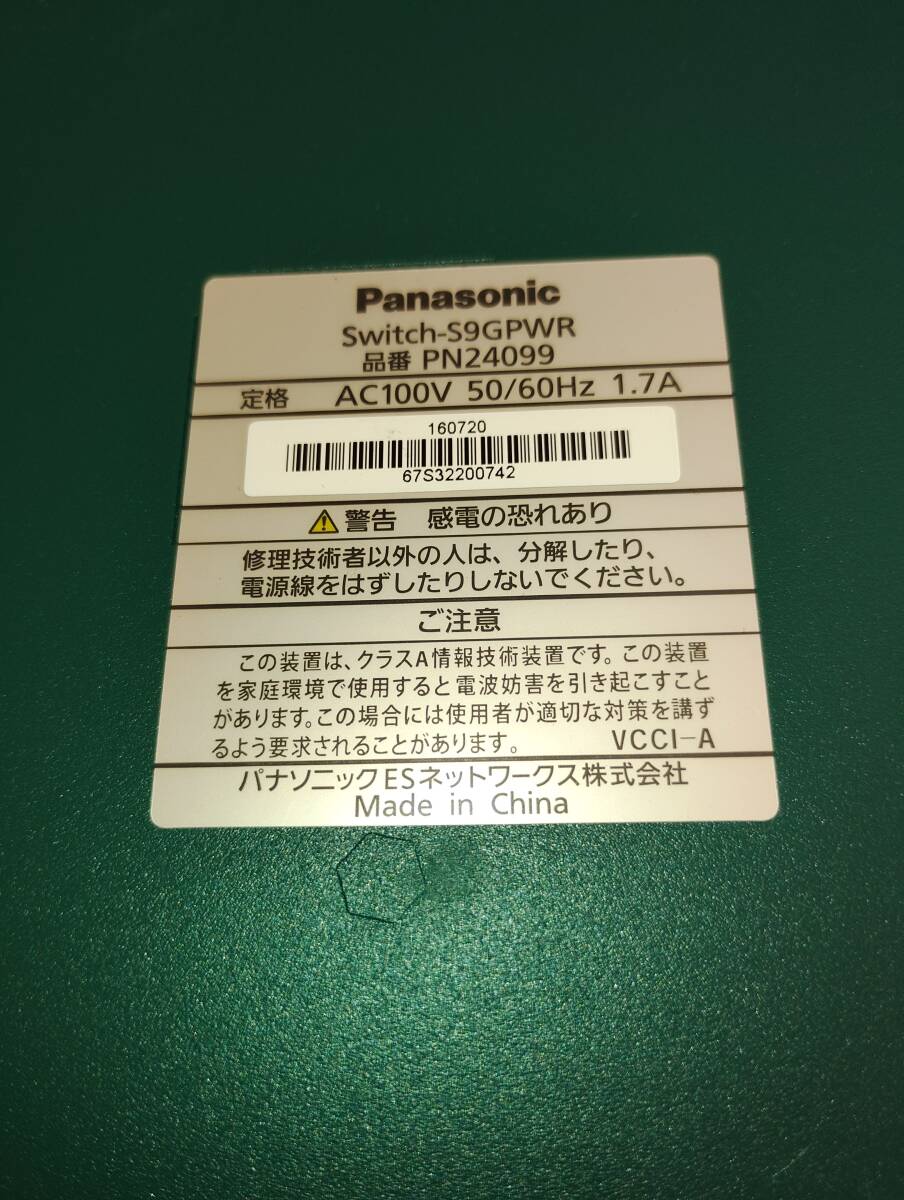 Panasonic
Switch-S9GPWR
品番 PN24099
定格 AC100V 50/60Hz 1.7A
160720
67S32200742
警告 感電の恐れあり
修理技術者以外の人は、分解したり、
電源線をはずしたりしないでください。
ご注意
この装置は、クラスA情報技術装置です。この装置
を家庭環境で使用すると電波妨害を引き起こすこと
があります。この場合には使用者が適切な対策を講ず
るよう要求されることがあります。 VCCI-A
パナソニックESネットワークス株式会社
Made in China